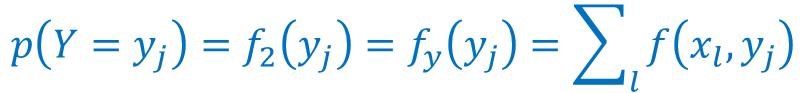 p(Y = y_j) = f_2(y_j) = f_y(y_j) = ∑_l f(x_l, y_j)